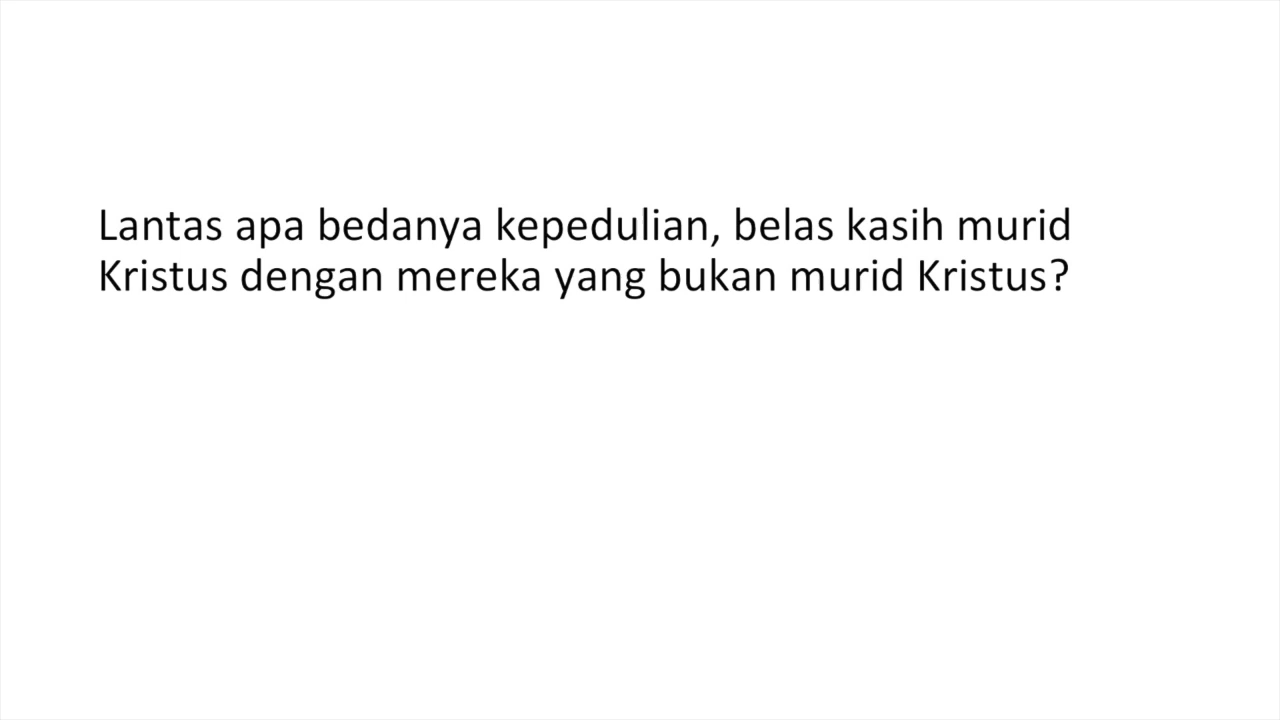 Lantas apa bedanya kepedulian, belas kasih murid
Kristus dengan mereka yang bukan murid Kristus?